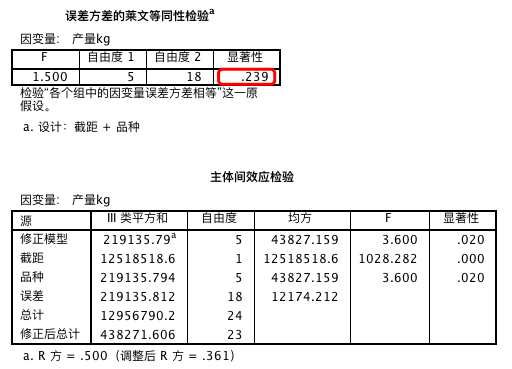 误差方差的莱文等同性检验a
因变量： 产量kg
F 自由度 1 自由度 2 显著性
1.500 5 18 .239
检验“各个组中的因变量误差方差相等”这一原
假设。
a. 设计：截距 + 品种
主体间效应检验
因变量： 产量kg
源 III 类平方和 自由度 均方 F 显著性
修正模型 219135.79a 5 43827.159 3.600 .020
截距 12518518.6 1 12518518.6 1028.282 .000
品种 219135.794 5 43827.159 3.600 .020
误差 219135.812 18 12174.212
总计 12956790.2 24
修正后总计 438271.606 23
a. R 方 = .500（调整后 R 方 = .361）